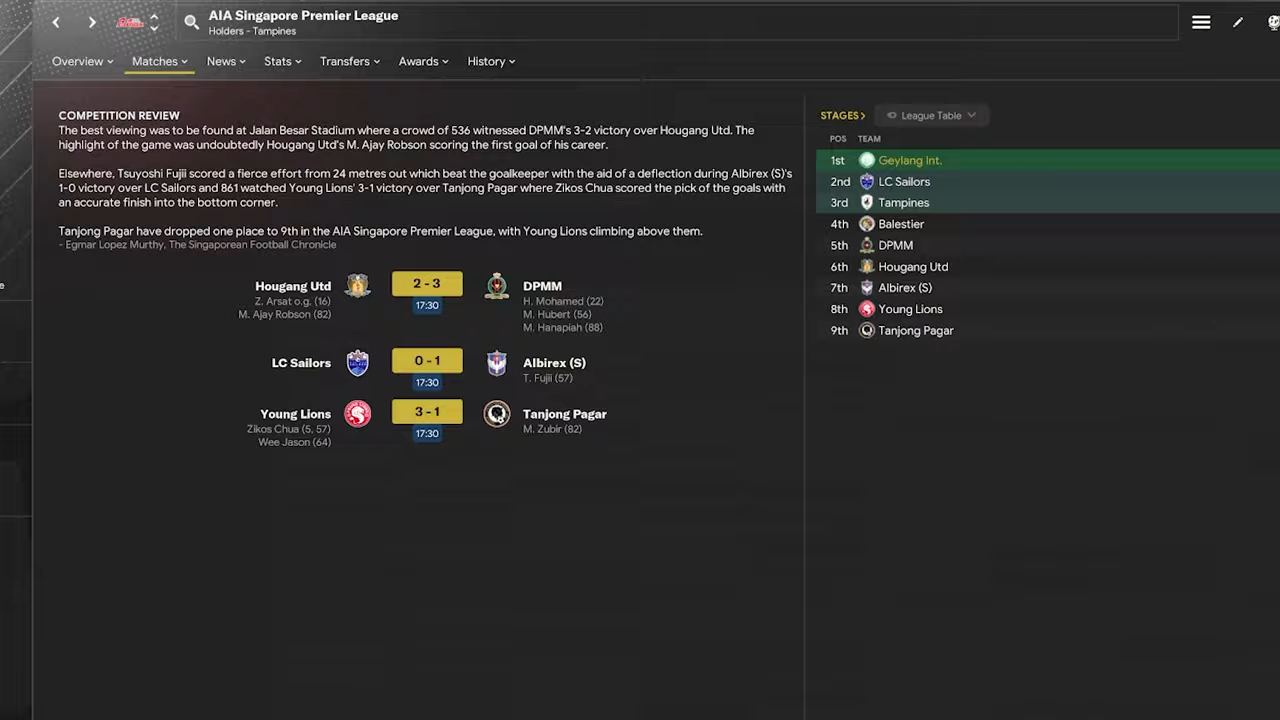 AIA Singapore Premier League
Holders - Tampines
Overview
Matches
News
Stats
Transfers
Awards
History
COMPETITION REVIEW
The best viewing was to be found at Jalan Besar Stadium where a crowd of 536 witnessed DPMM's 3-2 victory over Hougang Utd. The
highlight of the game was undoubtedly Hougang Utd's M. Ajay Robson scoring the first goal of his career.
Elsewhere, Tsuyoshi Fujii scored a fierce effort from 24 metres out which beat the goalkeeper with the aid of a deflection during Albirex (S)'s
1-0 victory over LC Sailors and 861 watched Young Lions' 3-1 victory over Tanjong Pagar where Zikos Chua scored the pick of the goals with
an accurate finish into the bottom corner.
Tanjong Pagar have dropped one place to 9th in the AIA Singapore Premier League, with Young Lions climbing above them.
- Egmar Lopez Murthy, The Singaporean Football Chronicle
Hougang Utd 2 - 3 DPMM
Z. Arsat o.g. (16) 17:30 H. Mohamed (22)
M. Ajay Robson (82) M. Hubert (56)
M. Hanapiah (88)
LC Sailors 0 - 1 Albirex (S)
17:30 T. Fujii (57)
Young Lions 3 - 1 Tanjong Pagar
Zikos Chua (5, 57) 17:30 M. Zubir (82)
Wee Jason (64)
STAGES> League Table
POS TEAM
1st Geylang Int.
2nd LC Sailors
3rd Tampines
4th Balestier
5th DPMM
6th Hougang Utd
7th Albirex (S)
8th Young Lions
9th Tanjong Pagar